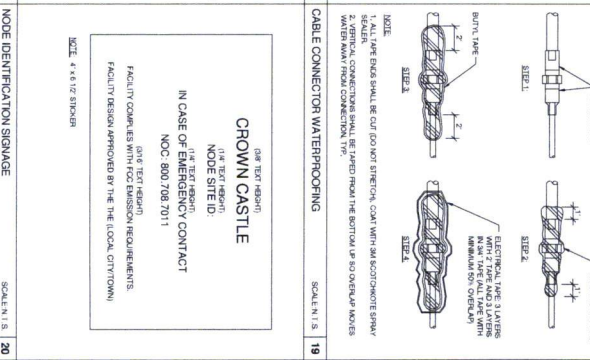 STEP 1:
STEP 2:
1"
1"
BUTYL TAPE
2"
2"
STEP 3:
ELECTRICAL TAPE: 3 LAYERS
WITH 2" TAPE AND 3 LAYERS
IN 3/4" TAPE (ALL TAPE WITH
MINIMUM 50% OVERLAP)
STEP 4:
NOTE:
1. ALL TAPE ENDS SHALL BE CUT (DO NOT STRETCH), COAT WITH 3M SCOTCHKOTE SPRAY
SEALER.
2. VERTICAL CONNECTIONS SHALL BE TAPED FROM THE BOTTOM UP SO OVERLAP MOVES
WATER AWAY FROM CONNECTION, TYP.
CABLE CONNECTOR WATERPROOFING
SCALE: N.T.S.
19
(3/8" TEXT HEIGHT)
CROWN CASTLE
(1/4" TEXT HEIGHT)
NODE SITE ID:
IN CASE OF EMERGENCY CONTACT
(1/4" TEXT HEIGHT)
NOC: 800.708.7011
(3/16" TEXT HEIGHT)
FACILITY COMPLIES WITH FCC EMISSION REQUIREMENTS.
FACILITY DESIGN APPROVED BY THE THE (LOCAL CITY/TOWN)
NOTE: 4" x 6 1/2" STICKER
NODE IDENTIFICATION SIGNAGE
SCALE: N.T.S.
20